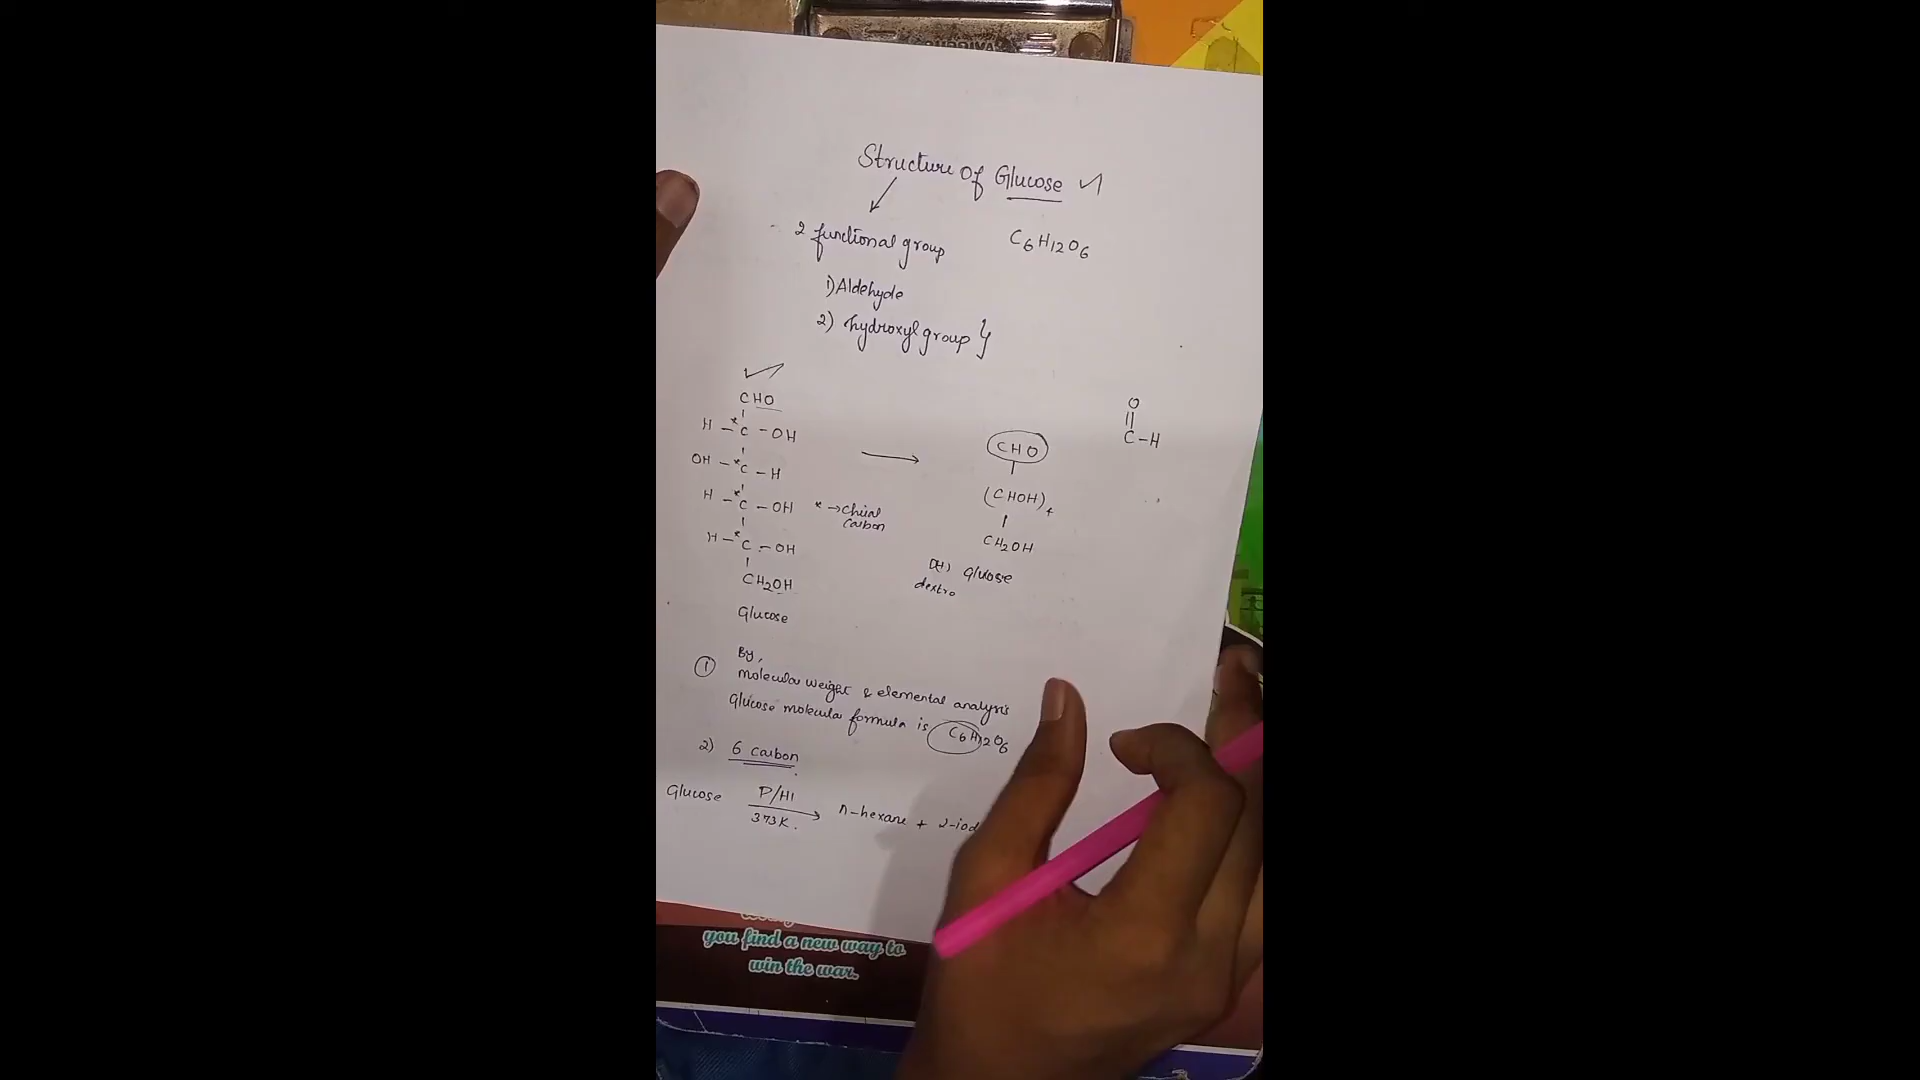 Structure of Glucose
2 functional group
C6H12O6
1) Aldehyde
2) hydroxyl group }
CHO
H - *C - OH
OH - *C - H
H - *C - OH
* → Chiral
Carbon
H - *C - OH
CH2OH
Glucose
CHO
(CHOH)4
CH2OH
D(+) Glucose
dextro
O
||
C-H
① By,
molecular weight & elemental analysis
Glucose molecular formula is C6H12O6
2) 6 carbon
Glucose P/HI
373K.
n-hexane + 2-iod
you find a new way to
win the war.